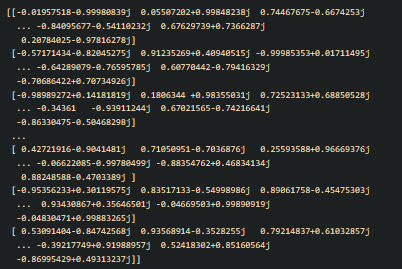 [[-0.01957518-0.99980839j  0.05507202+0.99848238j  0.74467675-0.6674253j
  ... -0.84095677-0.54110232j  0.67629739+0.7366287j
   0.20784025-0.97816278j]
 [-0.57171434-0.82045275j  0.91235269+0.40940515j -0.99985353+0.01711495j
  ... -0.64289079-0.76595785j  0.60770442-0.79416329j
  -0.70686422+0.70734926j]
 [-0.98989272+0.14181819j  0.1806344 +0.98355031j  0.72523133+0.68850528j
  ... -0.34361   -0.93911244j  0.67021565-0.74216641j
  -0.86330475-0.50468298j]
 ...
 [ 0.42721916-0.9041481j   0.71050951-0.7036876j   0.25593588+0.96669376j
  ... -0.06622085-0.99780499j -0.88354762+0.46834134j
   0.88248588-0.4703389j ]
 [-0.95356233+0.30119575j  0.83517133-0.54998986j  0.89061758-0.45475303j
  ...  0.93430867+0.35646501j -0.04669503+0.99890919j
  -0.04830471+0.99883265j]
 [ 0.53091404-0.84742568j  0.93568914-0.3528255j   0.79214837+0.61032857j
  ... -0.39217749+0.91988957j  0.52418302+0.85160564j
  -0.86995429+0.49313237j]]